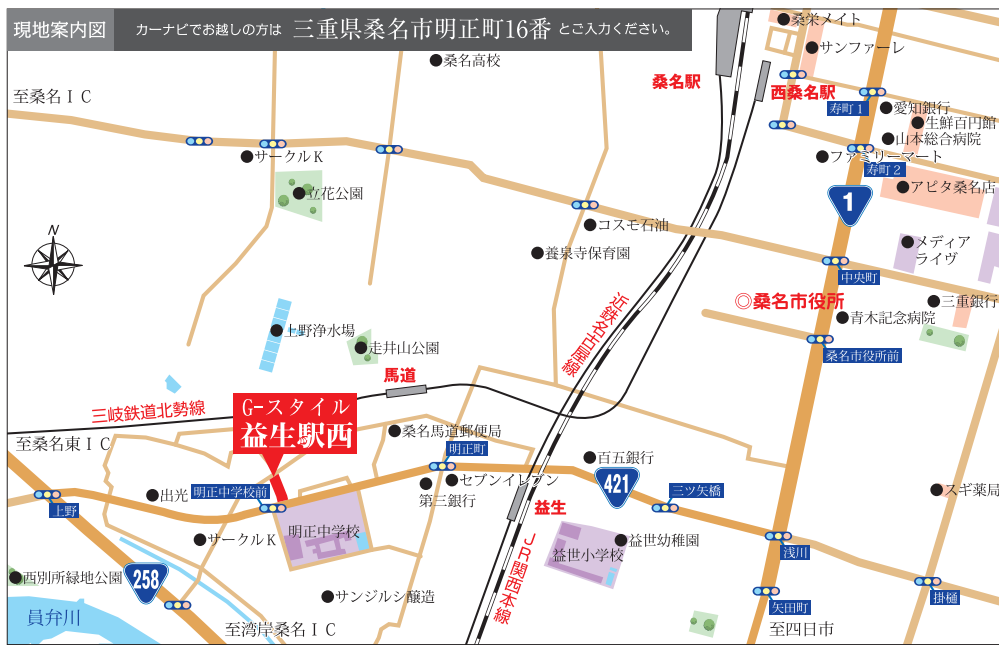 現地案内図 カーナビでお越しの方は 三重県桑名市明正町16番 とご入力ください。
桑栄メイト
サンファーレ
桑名高校
桑名駅
西桑名駅
至桑名IC
寿町1
愛知銀行
生鮮百円館
山本総合病院
サークルK
ファミリーマート
寿町2
立花公園
アピタ桑名店
1
コスモ石油
N
養泉寺保育園
メディア
ライヴ
中央町
近鉄名古屋線
◎桑名市役所
三重銀行
青木記念病院
上野浄水場
走井山公園
桑名市役所前
馬道
三岐鉄道北勢線
G-スタイル
益生駅西
至桑名東IC
桑名馬道郵便局
明正町
百五銀行
セブンイレブン
421
第三銀行
明正中学校前
出光
三ツ矢橋
スギ薬局
上野
益生
明正中学校
サークルK
益世幼稚園
益世小学校
浅川
JR関西本線
西別所緑地公園
258
サンジルシ醸造
掛樋
矢田町
員弁川
至湾岸桑名IC
至四日市